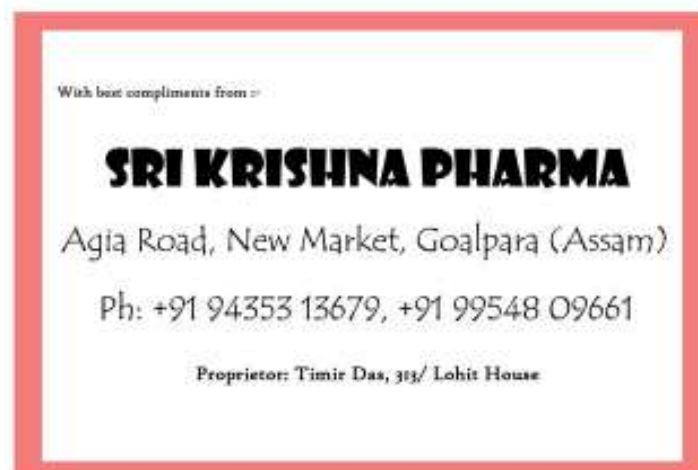 With best compliments from :-
SRI KRISHNA PHARMA
Agia Road, New Market, Goalpara (Assam)
Ph: +91 94353 13679, +91 99548 09661
Proprietor: Timir Das, 313/ Lohit House